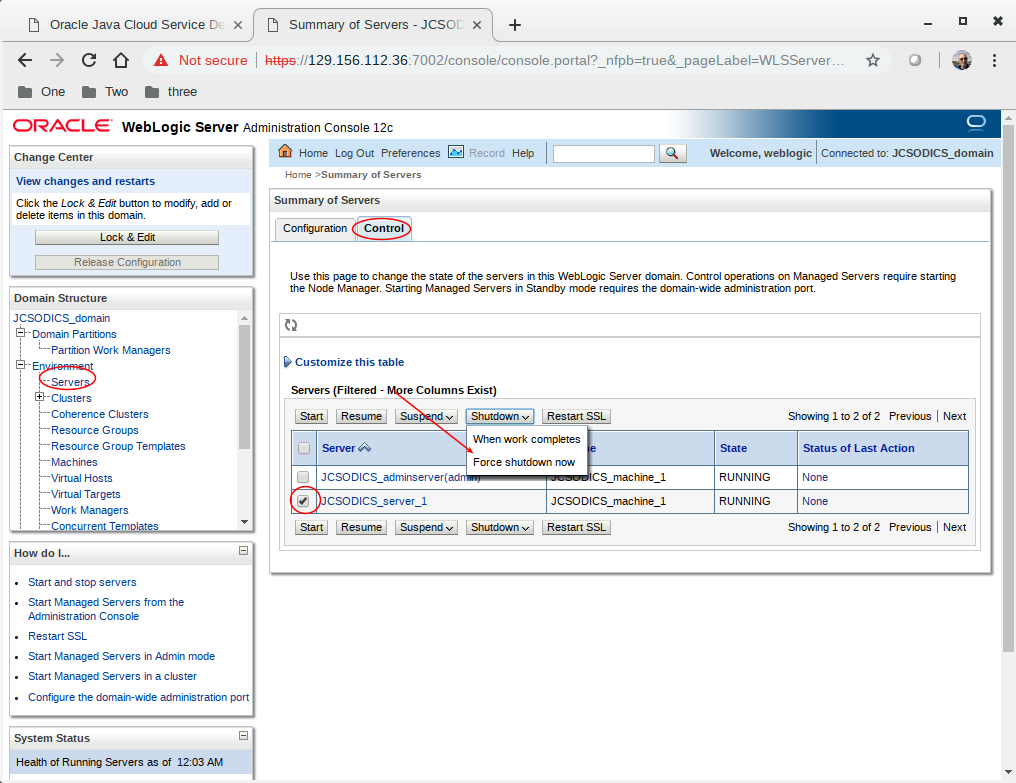 Oracle Java Cloud Service De
Summary of Servers - JCSOD
Not secure
https://129.156.112.36:7002/console/console.portal?_nfpb=true&_pageLabel=WLSServer...
One
Two
three
ORACLE WebLogic Server Administration Console 12c
Change Center
View changes and restarts
Click the Lock & Edit button to modify, add or
delete items in this domain.
Lock & Edit
Release Configuration
Domain Structure
JCSODICS_domain
Domain Partitions
Partition Work Managers
Environment
Servers
Clusters
Coherence Clusters
Resource Groups
Resource Group Templates
Machines
Virtual Hosts
Virtual Targets
Work Managers
Concurrent Templates
How do I...
Start and stop servers
Start Managed Servers from the
Administration Console
Restart SSL
Start Managed Servers in Admin mode
Start Managed Servers in a cluster
Configure the domain-wide administration port
System Status
Health of Running Servers as of 12:03 AM
Home Log Out Preferences Record Help
Welcome, weblogic
Connected to: JCSODICS_domain
Home >Summary of Servers
Summary of Servers
Configuration Control
Use this page to change the state of the servers in this WebLogic Server domain. Control operations on Managed Servers require starting
the Node Manager. Starting Managed Servers in Standby mode requires the domain-wide administration port.
Customize this table
Servers (Filtered - More Columns Exist)
Start Resume Suspend Shutdown Restart SSL
Showing 1 to 2 of 2 Previous | Next
When work completes
Force shutdown now
Server State Status of Last Action
JCSODICS_adminserver(admin) JCSODICS_machine_1 RUNNING None
JCSODICS_server_1 JCSODICS_machine_1 RUNNING None
Start Resume Suspend Shutdown Restart SSL
Showing 1 to 2 of 2 Previous | Next